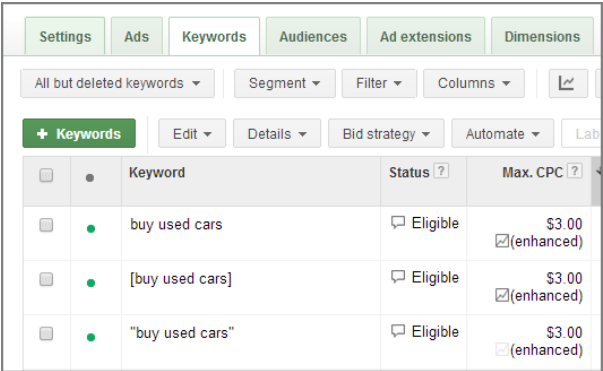 Settings Ads Keywords Audiences Ad extensions Dimensions
All but deleted keywords Segment Filter Columns
+ Keywords Edit Details Bid strategy Automate Lab
Keyword Status ? Max. CPC ?
buy used cars Eligible $3.00
(enhanced)
[buy used cars] Eligible $3.00
(enhanced)
"buy used cars" Eligible $3.00
(enhanced)